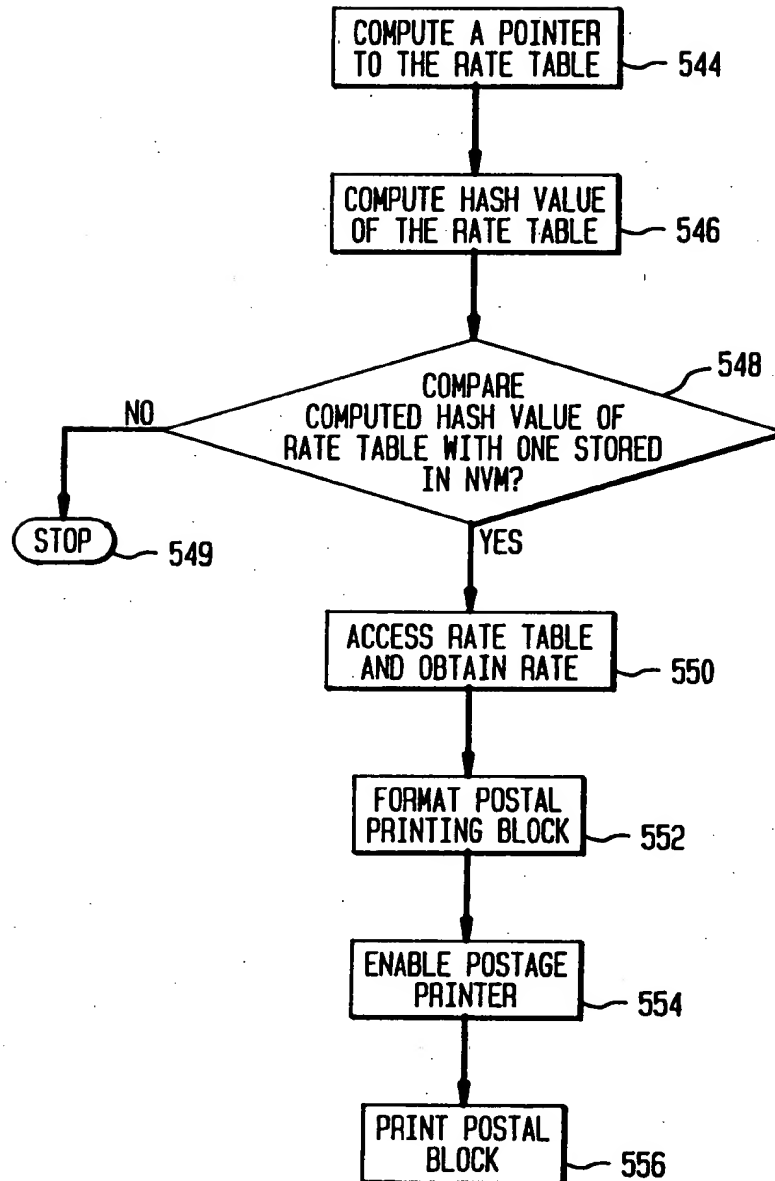 COMPUTE A POINTER
TO THE RATE TABLE
544
COMPUTE HASH VALUE
OF THE RATE TABLE
546
548
COMPARE
COMPUTED HASH VALUE OF
RATE TABLE WITH ONE STORED
IN NVM?
NO
STOP
549
YES
ACCESS RATE TABLE
AND OBTAIN RATE
550
FORMAT POSTAL
PRINTING BLOCK
552
ENABLE POSTAGE
PRINTER
554
PRINT POSTAL
BLOCK
556